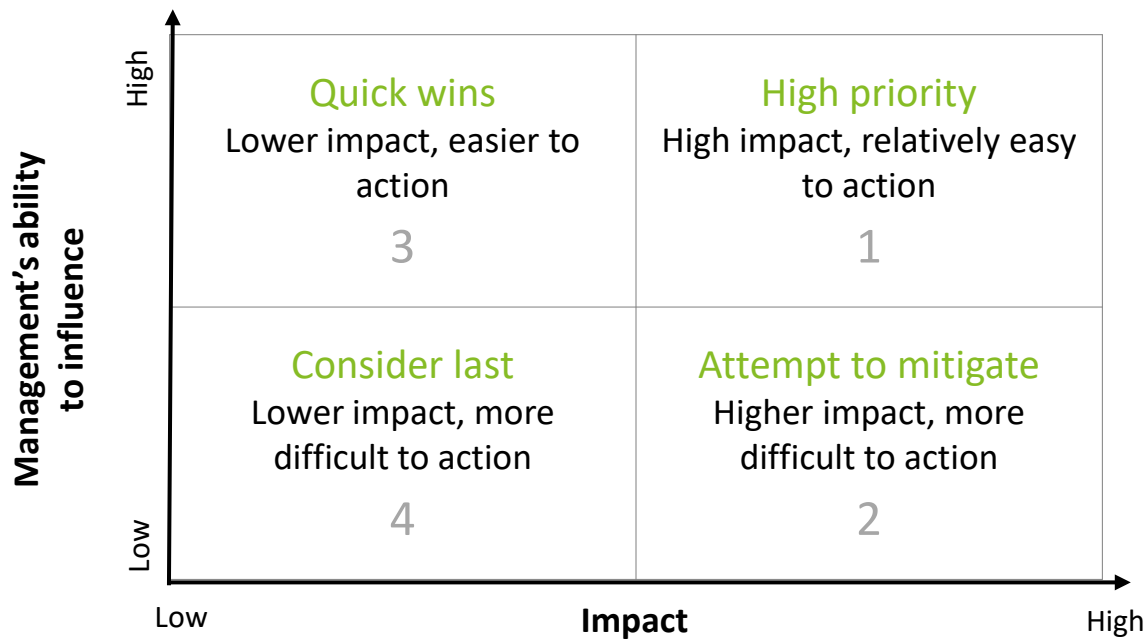 High
Quick wins
Lower impact, easier to
action
3
High priority
High impact, relatively easy
to action
1
Management’s ability
to influence
Consider last
Lower impact, more
difficult to action
4
Attempt to mitigate
Higher impact, more
difficult to action
2
Low
Low
Impact
High